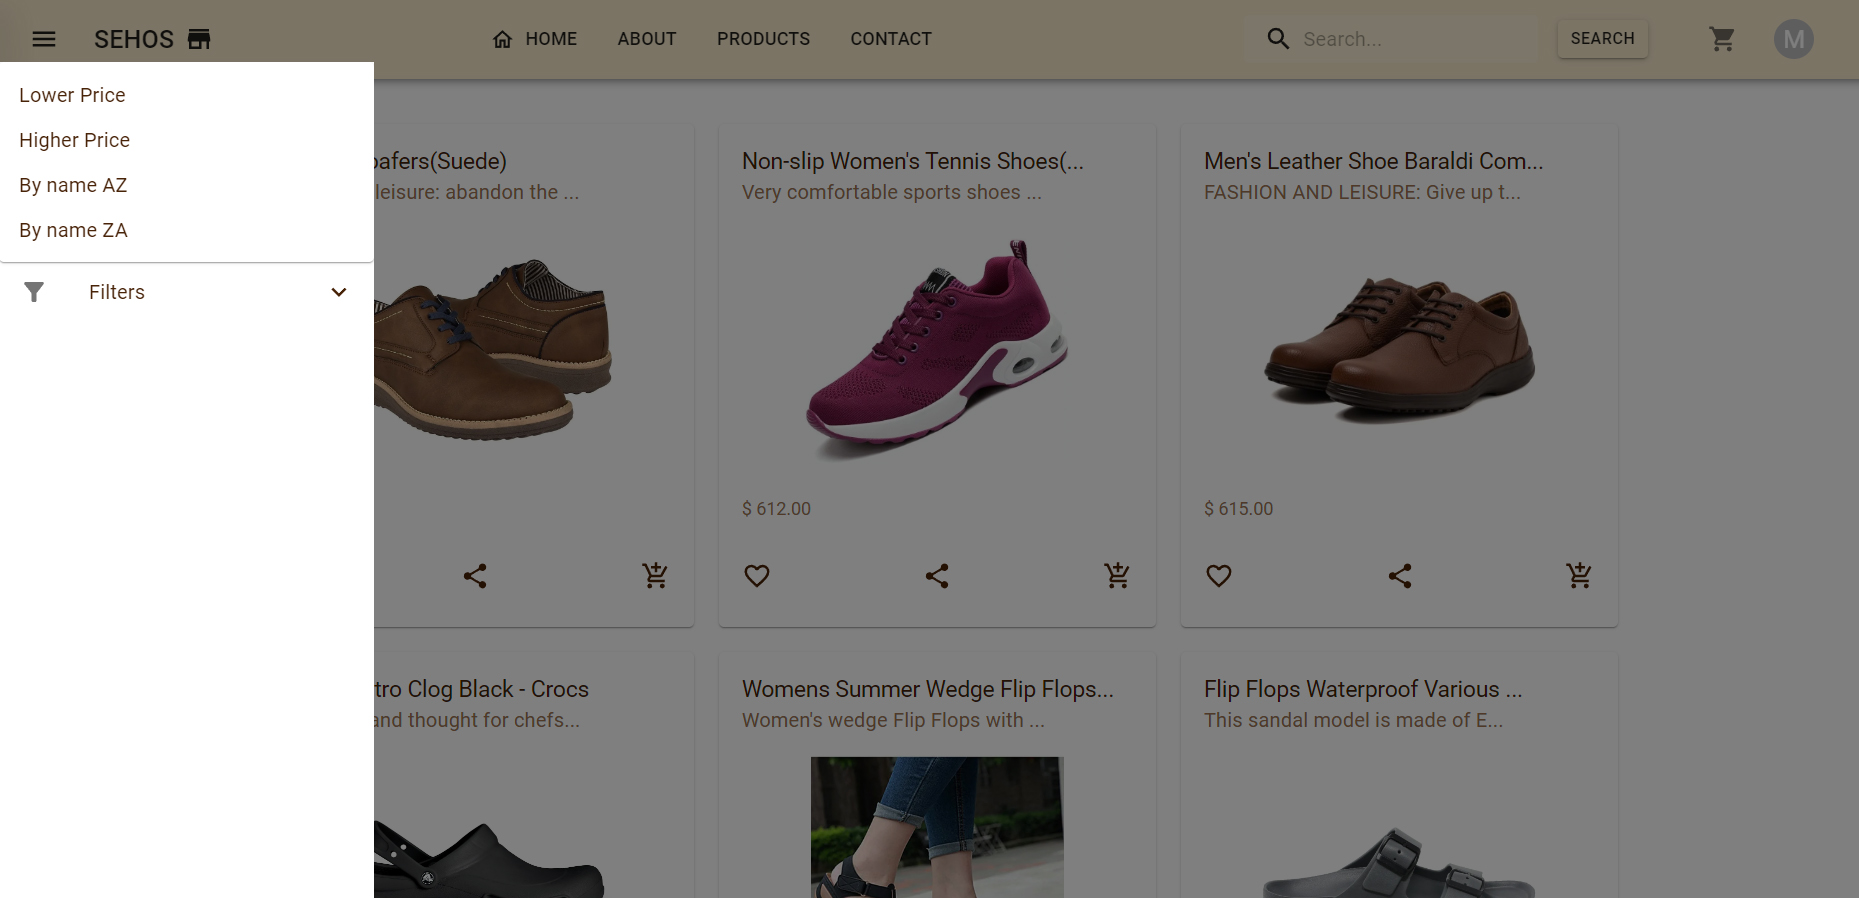 SEHOS
HOME ABOUT PRODUCTS CONTACT
Search...
SEARCH
M
Lower Price
Higher Price
By name AZ
By name ZA
Filters
(Suede)
leisure: abandon the ...
Non-slip Women's Tennis Shoes(...
Very comfortable sports shoes ...
$ 612.00
Men's Leather Shoe Baraldi Com...
FASHION AND LEISURE: Give up t...
$ 615.00
Clog Black - Crocs
and thought for chefs...
Womens Summer Wedge Flip Flops...
Women's wedge Flip Flops with ...
Flip Flops Waterproof Various ...
This sandal model is made of E...